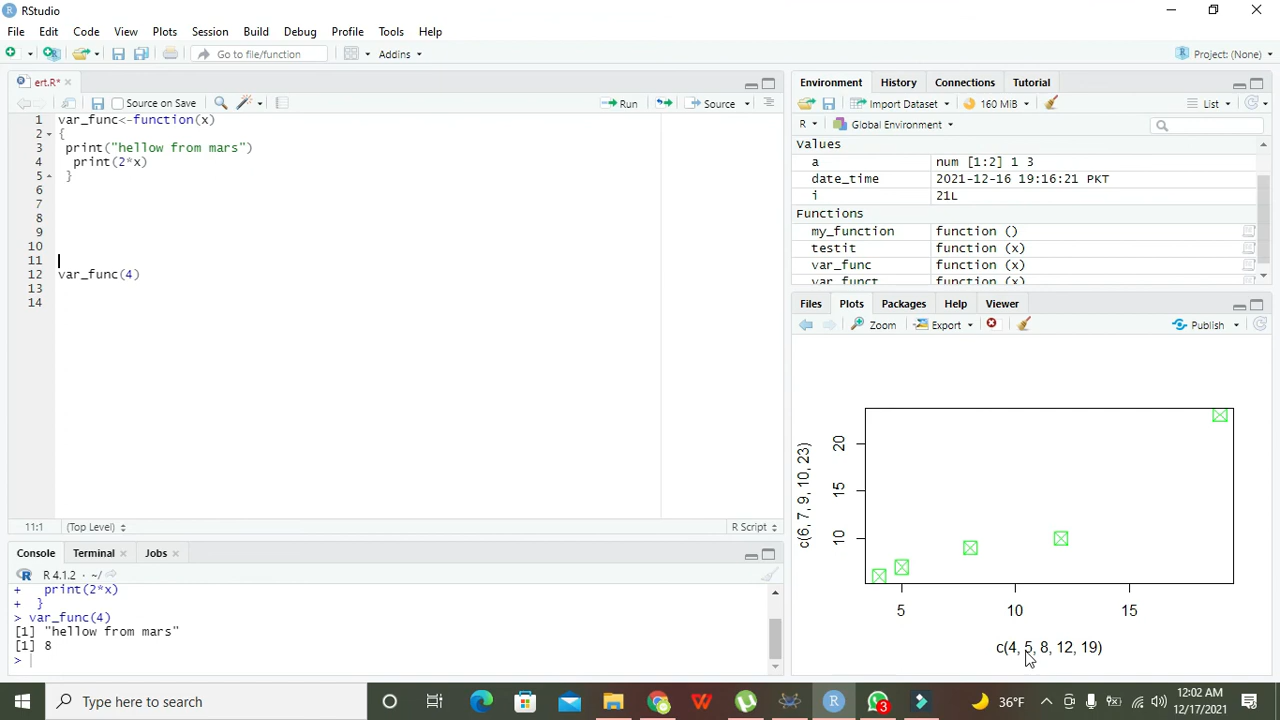 RStudio
File Edit Code View Plots Session Build Debug Profile Tools Help
Go to file/function Addins Project: (None)
ert.R*
Source on Save Run Source
1 var_func<-function(x)
2 {
3 print("hellow from mars")
4 print(2*x)
5 }
6
7
8
9
10
11
12 var_func(4)
13
14
11:1 (Top Level) R Script
Console Terminal Jobs
R 4.1.2 · ~/
+ print(2*x)
+ }
> var_func(4)
[1] "hellow from mars"
[1] 8
>
Environment History Connections Tutorial
Import Dataset 160 MiB List
R Global Environment
Values
a num [1:2] 1 3
date_time 2021-12-16 19:16:21 PKT
i 21L
Functions
my_function function ()
testit function (x)
var_func function (x)
var_funct function (x)
Files Plots Packages Help Viewer
Zoom Export Publish
c(6, 7, 9, 10, 23)
20
15
10
5 10 15
c(4, 5, 8, 12, 19)
Type here to search
3
36°F
12:02 AM
12/17/2021